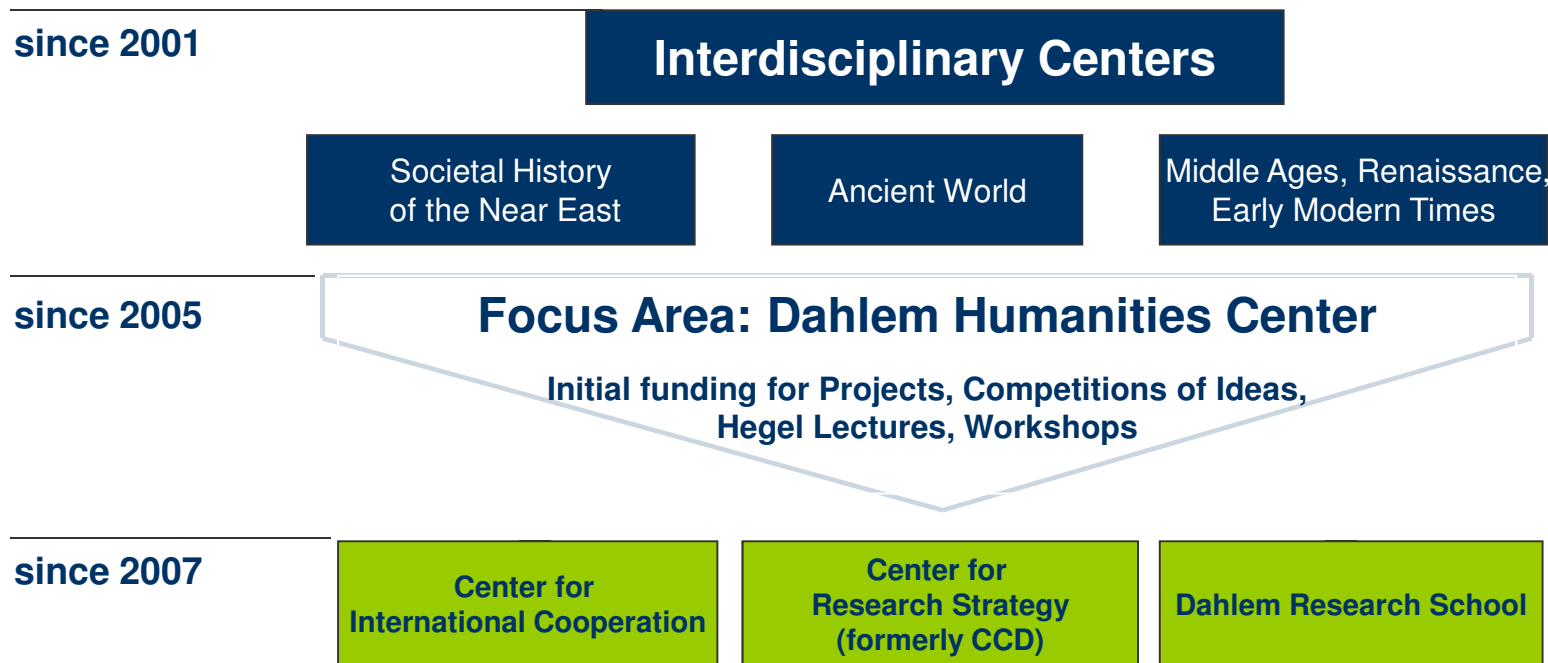 since 2001
Interdisciplinary Centers
Societal History
of the Near East
Ancient World
Middle Ages, Renaissance,
Early Modern Times
since 2005
Focus Area: Dahlem Humanities Center
Initial funding for Projects, Competitions of Ideas,
Hegel Lectures, Workshops
since 2007
Center for
International Cooperation
Center for
Research Strategy
(formerly CCD)
Dahlem Research School